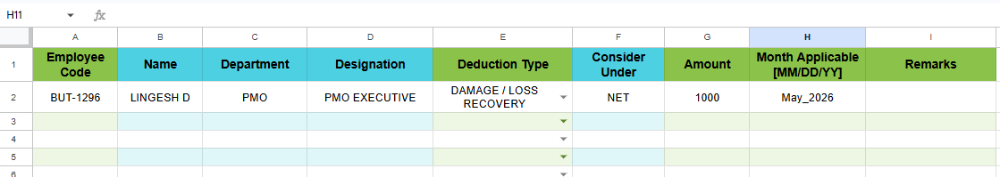 H11 fx
A B C D E F G H I
1 Employee Code Name Department Designation Deduction Type Consider Under Amount Month Applicable [MM/DD/YY] Remarks
2 BUT-1296 LINGESH D PMO PMO EXECUTIVE DAMAGE / LOSS RECOVERY NET 1000 May_2026
3
4
5
6